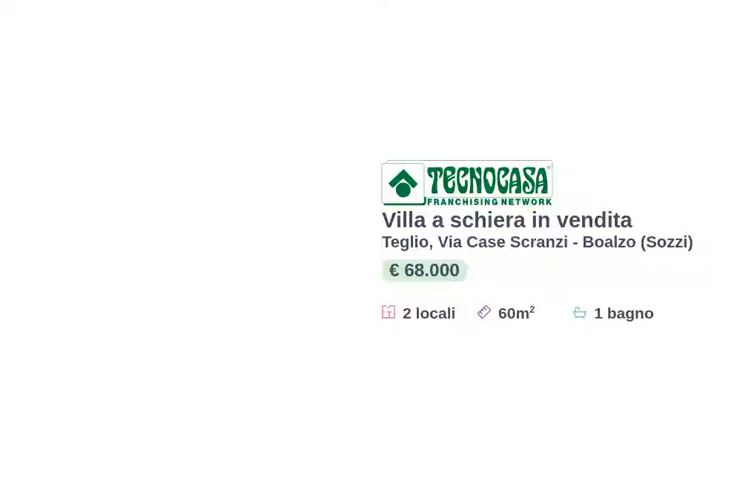 TECNOCASA
FRANCHISING NETWORK
Villa a schiera in vendita
Teglio, Via Case Scranzi - Boalzo (Sozzi)
€ 68.000
2 locali 60m² 1 bagno